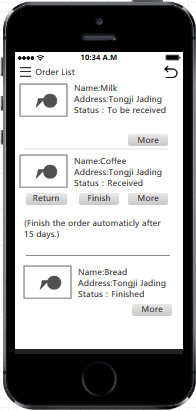 10:34 A.M
Order List
Name:Milk
Address:Tongji Jading
Status : To be received
More
Name:Coffee
Address:Tongji Jading
Status : Received
Return Finish More
(Finish the order automaticly after
15 days.)
Name:Bread
Address:Tongji Jading
Status : Finished
More